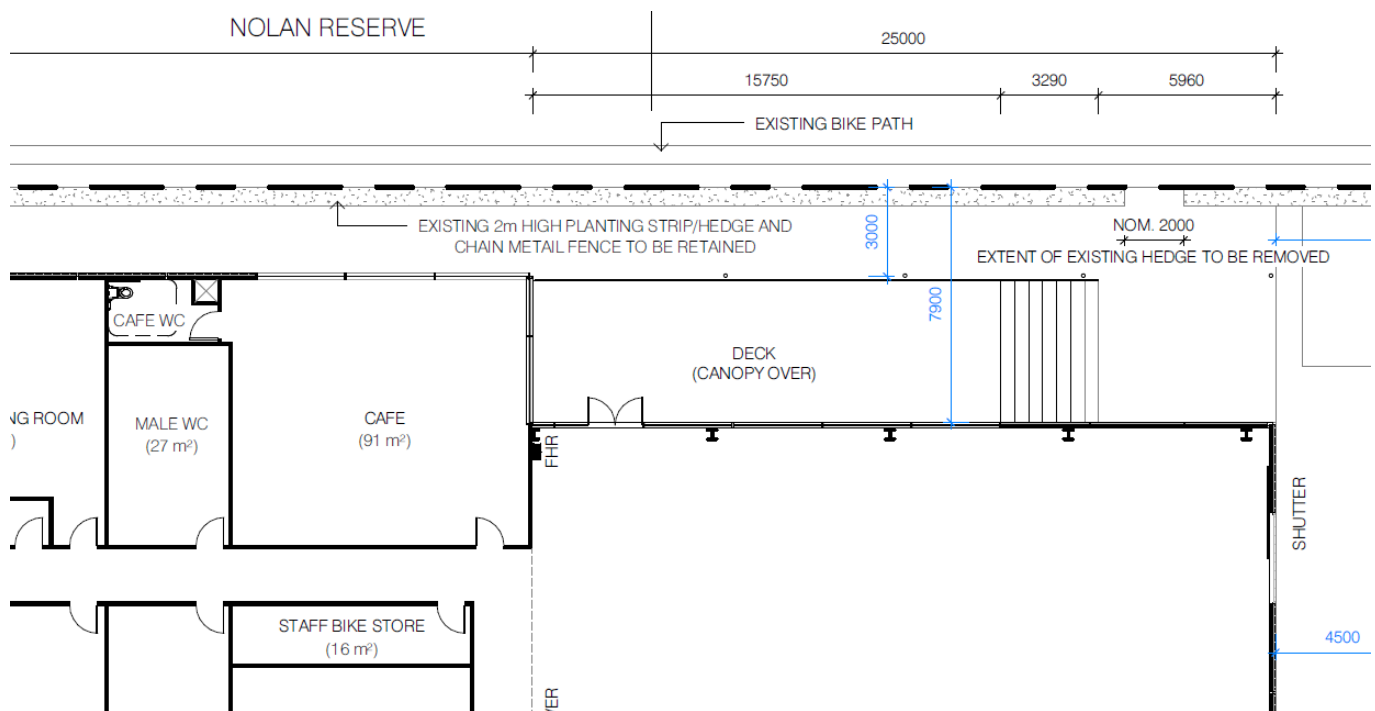 NOLAN RESERVE
25000
15750
3290
5960
EXISTING BIKE PATH
EXISTING 2m HIGH PLANTING STRIP/HEDGE AND
CHAIN METAIL FENCE TO BE RETAINED
3000
NOM. 2000
EXTENT OF EXISTING HEDGE TO BE REMOVED
7900
CAFE WC
DECK
(CANOPY OVER)
NG ROOM
)
MALE WC
(27 m²)
CAFE
(91 m²)
FHR
SHUTTER
STAFF BIKE STORE
(16 m²)
4500
VER